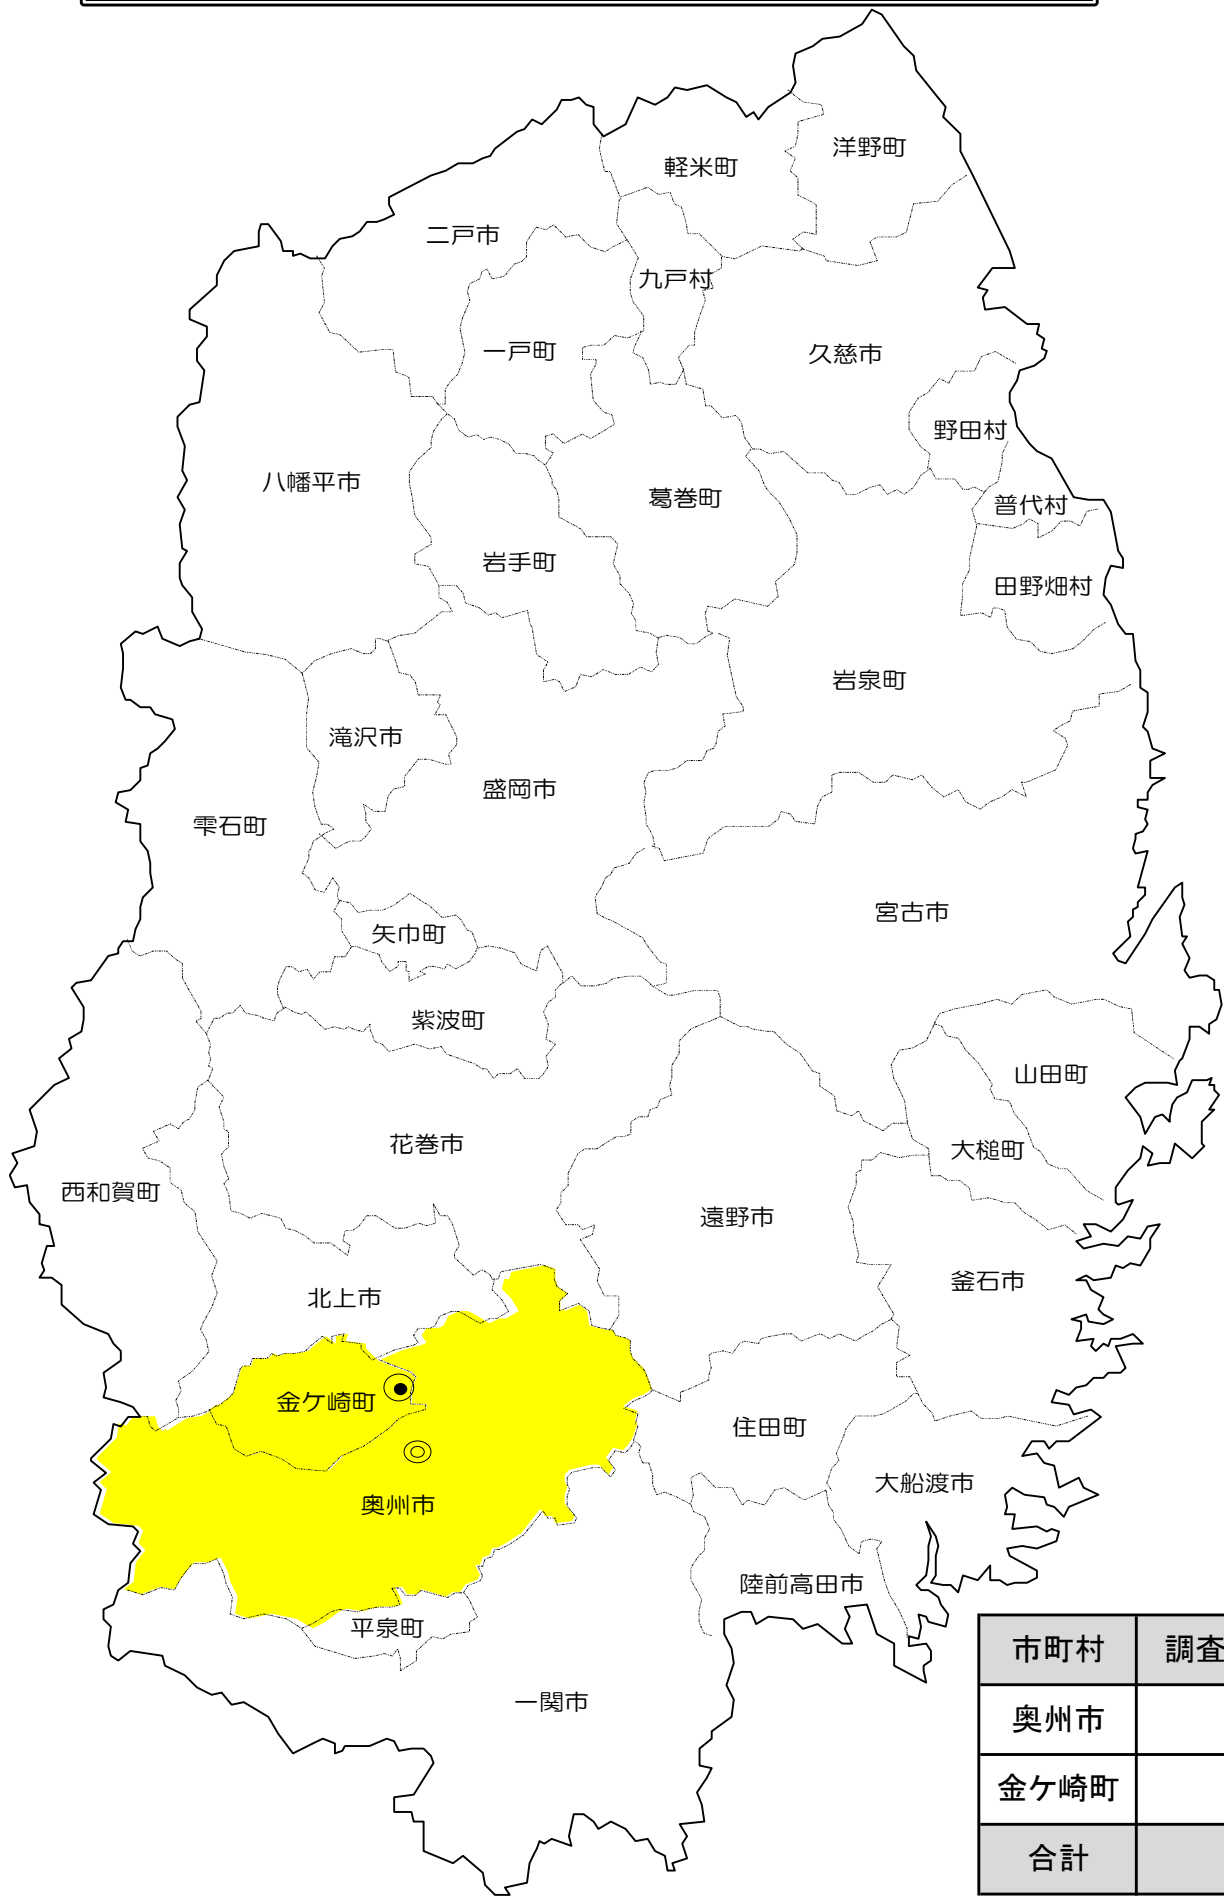 洋野町
軽米町
二戸市
九戸村
一戸町
久慈市
野田村
八幡平市
葛巻町
普代村
岩手町
田野畑村
岩泉町
滝沢市
盛岡市
雫石町
宮古市
矢巾町
紫波町
山田町
花巻市
大槌町
西和賀町
遠野市
釜石市
北上市
金ケ崎町
住田町
大船渡市
奥州市
陸前高田市
平泉町
一関市
市町村 調査
奥州市
金ケ崎町
合計